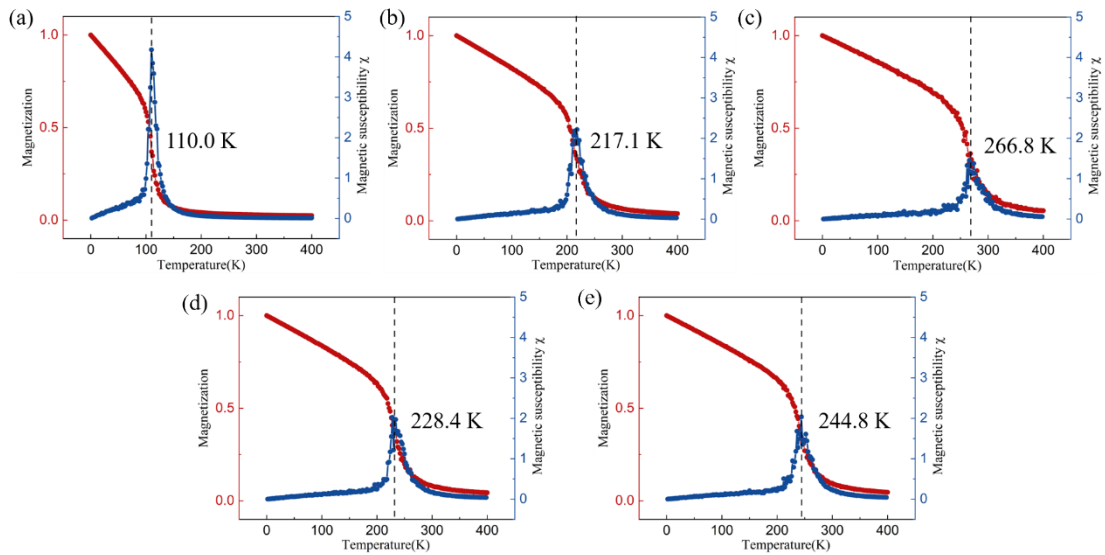 (a)
Magnetization
1.0
0.5
0.0
110.0 K
5
4
3
2
1
0
Magnetic susceptibility χ
0 100 200 300 400
Temperature(K)
(b)
Magnetization
1.0
0.5
0.0
217.1 K
5
4
3
2
1
0
Magnetic susceptibility χ
0 100 200 300 400
Temperature(K)
(c)
Magnetization
1.0
0.5
0.0
266.8 K
5
4
3
2
1
0
Magnetic susceptibility χ
0 100 200 300 400
Temperature(K)
(d)
Magnetization
1.0
0.5
0.0
228.4 K
5
4
3
2
1
0
Magnetic susceptibility χ
0 100 200 300 400
Temperature(K)
(e)
Magnetization
1.0
0.5
0.0
244.8 K
5
4
3
2
1
0
Magnetic susceptibility χ
0 100 200 300 400
Temperature(K)